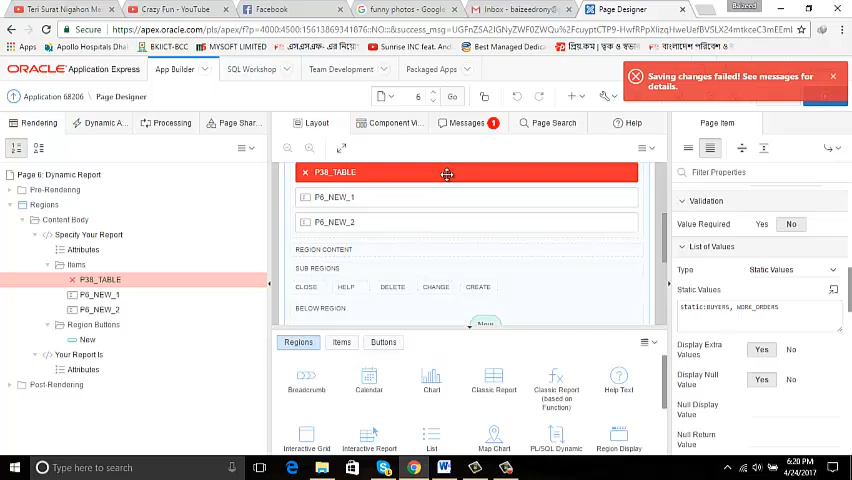 Teri Surat Nigahon Me
Crazy Fun - YouTube
Facebook
funny photos - Google
Inbox - baizeedrony@
Page Designer
Baizeed
Secure
https://apex.oracle.com/pls/apex/f?p=4000:4500:15613869341876::NO:::&success_msg=
Apps
Apollo Hospitals Dha
BKIICT-BCC
MYSOFT LIMITED
Sunrise INC feat. And
Best Managed Dedica
ORACLE Application Express
App Builder
SQL Workshop
Team Development
Packaged Apps
Saving changes failed! See messages for
details.
Application 68206 \ Page Designer
6
Go
Rendering
Dynamic A...
Processing
Page Shar...
Layout
Component Vi...
Messages 1
Page Search
Help
Page Item
Page 6: Dynamic Report
Pre-Rendering
Regions
Content Body
Specify Your Report
Attributes
Items
P38_TABLE
P6_NEW_1
P6_NEW_2
Region Buttons
New
Your Report Is
Attributes
Post-Rendering
P38_TABLE
P6_NEW_1
P6_NEW_2
REGION CONTENT
SUB REGIONS
CLOSE HELP DELETE CHANGE CREATE
BELOW REGION
New
Regions Items Buttons
Breadcrumb
Calendar
Chart
Classic Report
Classic Report
(based on
Function)
Help Text
Interactive Grid
Interactive Report
List
Map Chart
PL/SQL Dynamic
Region Display
Filter Properties
Validation
Value Required Yes No
List of Values
Type Static Values
Static Values
static:BUYERS, WORK_ORDERS
Display Extra
Values
Yes No
Display Null
Value
Yes No
Null Display
Value
Null Return
Value
Type here to search
6:20 PM
4/24/2017